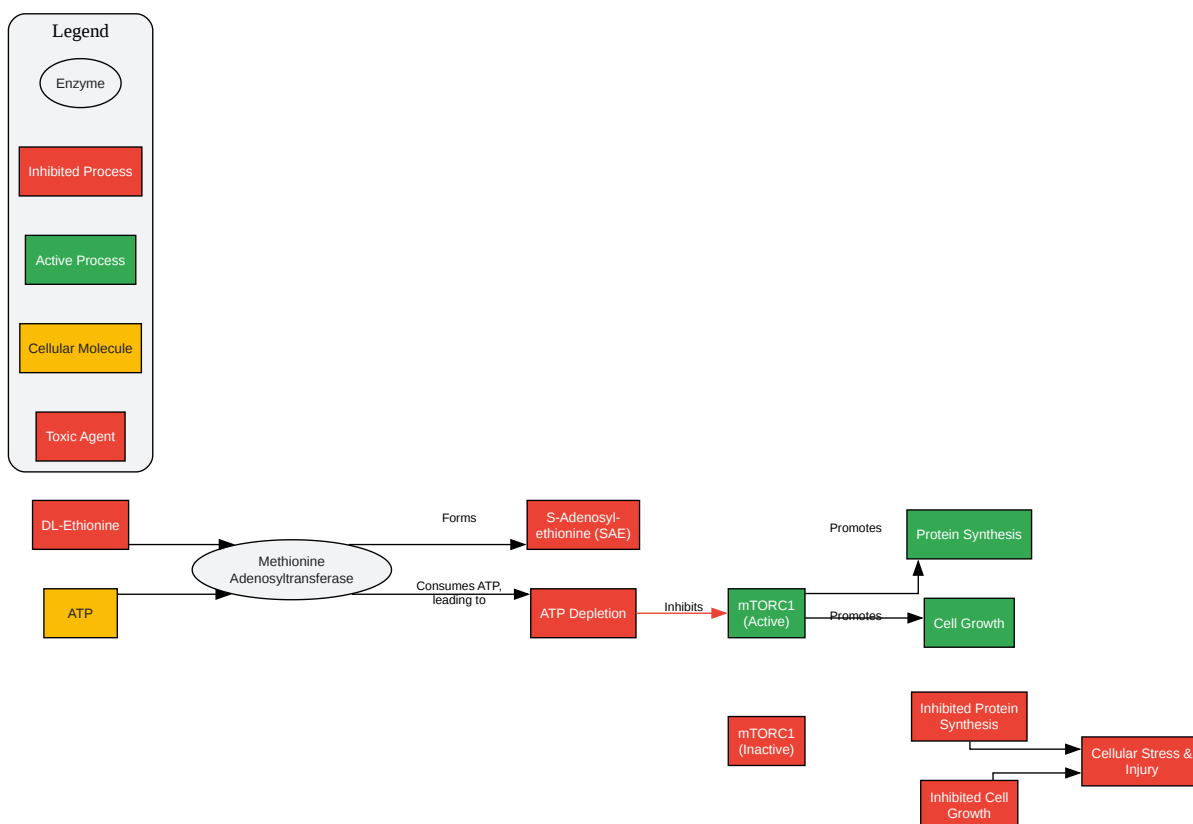 Legend
Enzyme
Inhibited Process
Active Process
Cellular Molecule
Toxic Agent
DL-Ethionine
ATP
Methionine
Adenosyltransferase
Forms
Consumes ATP,
leading to
S-Adenosyl-
ethionine (SAE)
ATP Depletion
Inhibits
mTORC1
(Active)
Promotes
Promotes
Protein Synthesis
Cell Growth
mTORC1
(Inactive)
Inhibited Protein
Synthesis
Inhibited Cell
Growth
Cellular Stress &
Injury